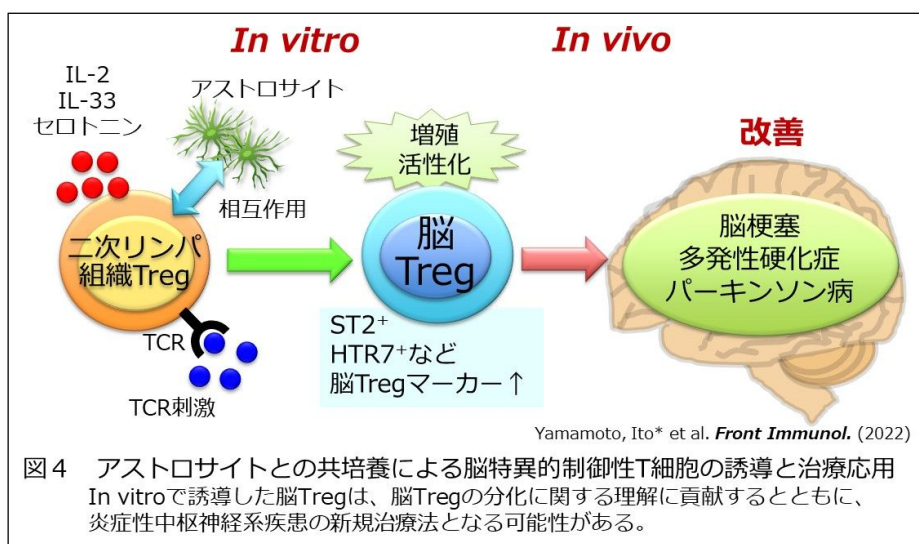 In vitro
In vivo
IL-2
IL-33
セロトニン
アストロサイト
相互作用
二次リンパ
組織Treg
TCR
TCR刺激
増殖
活性化
脳
Treg
ST2⁺
HTR7⁺など
脳Tregマーカー↑
改善
脳梗塞
多発性硬化症
パーキンソン病
Yamamoto, Ito* et al. Front Immunol. (2022)
図４ アストロサイトとの共培養による脳特異的制御性T細胞の誘導と治療応用
In vitroで誘導した脳Tregは、脳Tregの分化に関する理解に貢献するとともに、
炎症性中枢神経系疾患の新規治療法となる可能性がある。